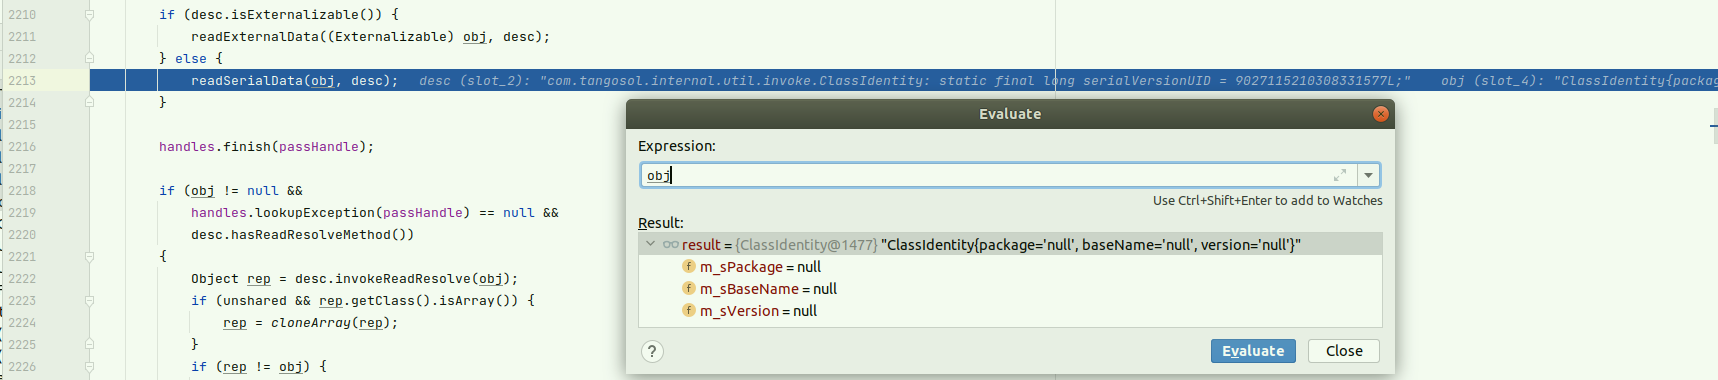 2210 if (desc.isExternalizable()) {
2211 readExternalData((Externalizable) obj, desc);
2212 } else {
2213 readSerialData(obj, desc); desc (slot_2): "com.tangosol.internal.util.invoke.ClassIdentity: static final long serialVersionUID = 9027115210308331577L;" obj (slot_4): "ClassIdentity{packag
2214 }
2215
2216 handles.finish(passHandle);
2217
2218 if (obj != null &&
2219 handles.lookupException(passHandle) == null &&
2220 desc.hasReadResolveMethod())
2221 {
2222 Object rep = desc.invokeReadResolve(obj);
2223 if (unshared && rep.getClass().isArray()) {
2224 rep = cloneArray(rep);
2225 }
2226 if (rep != obj) {
Evaluate
Expression:
obj
Use Ctrl+Shift+Enter to add to Watches
Result:
result = {ClassIdentity@1477} "ClassIdentity{package='null', baseName='null', version='null'}"
f m_sPackage = null
f m_sBaseName = null
f m_sVersion = null
? Evaluate Close